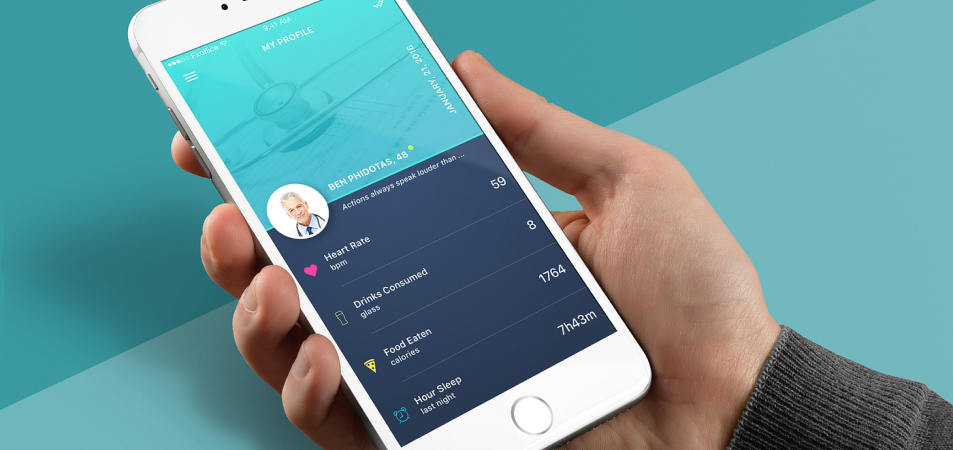 ●●●○○ Fxoffice 9:41 AM
MY PROFILE
JANUARY, 21, 2016
BEN PHIDOTAS, 48
Actions always speak louder than ...
Heart Rate 59
bpm
Drinks Consumed 8
glass
Food Eaten 1764
calories
Hour Sleep 7h43m
last night